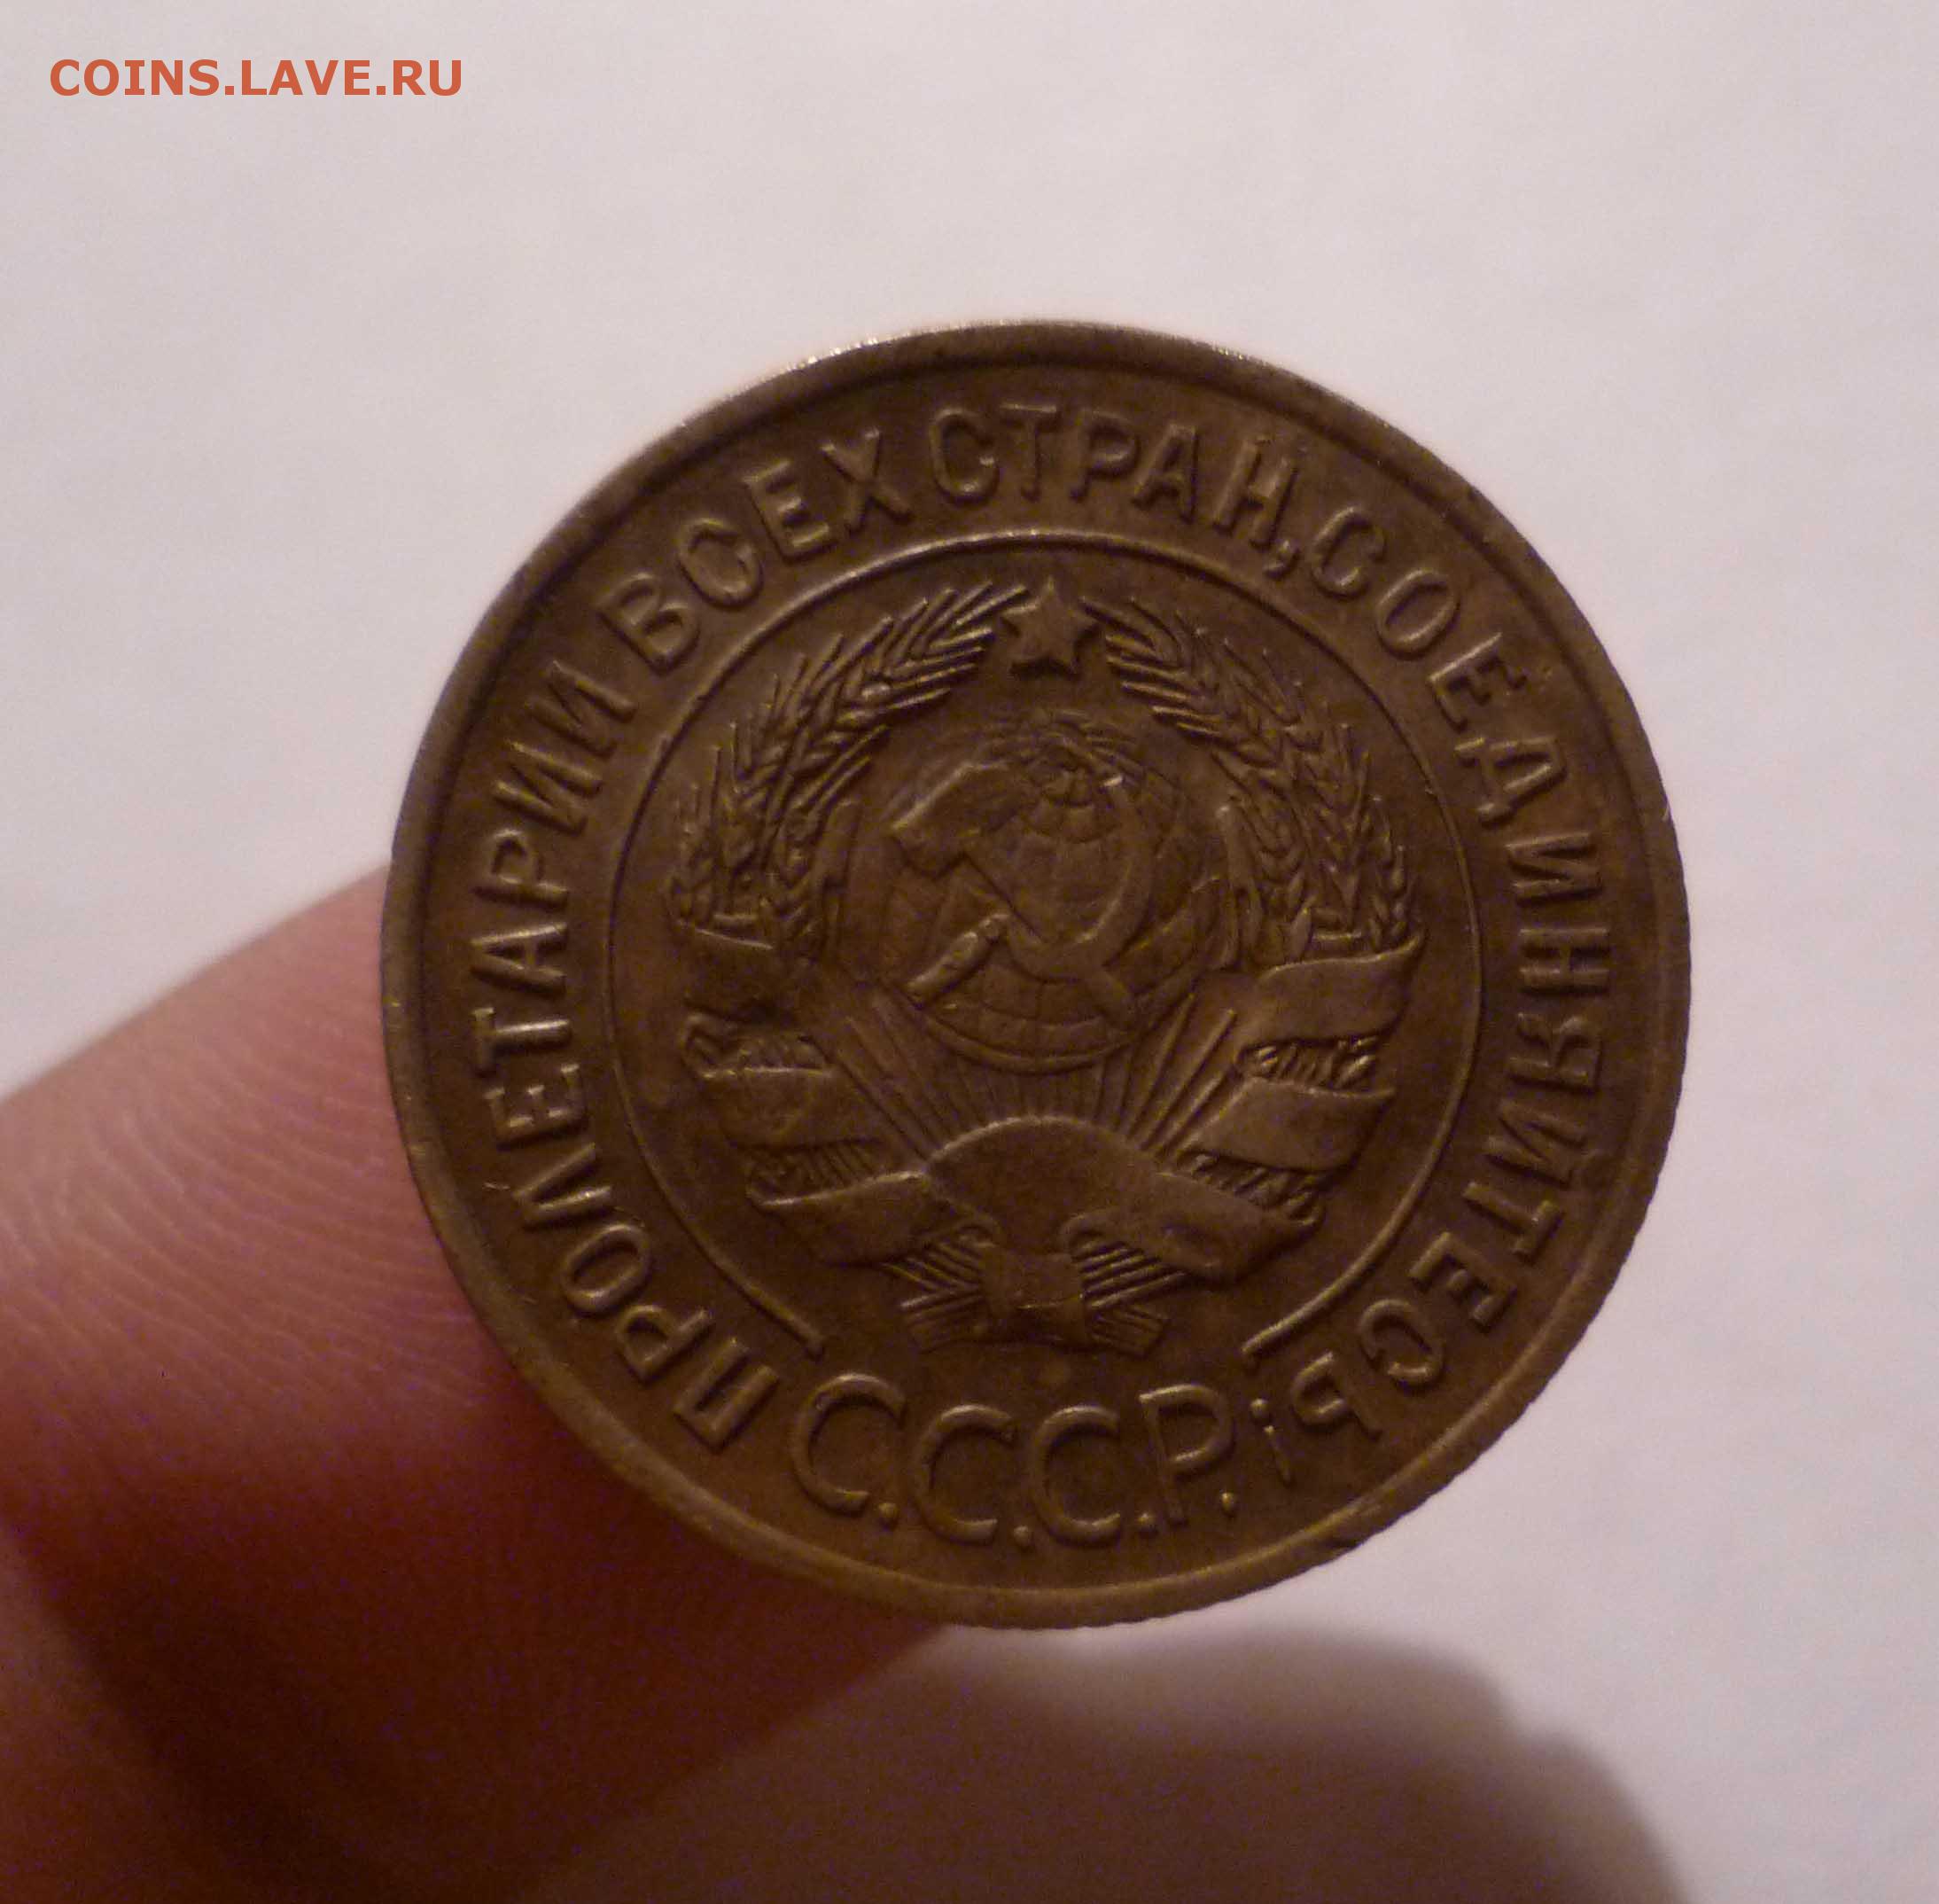 COINS.LAVE.RU
ПРОЛЕТАРИИ ВСЕХ СТРАН, СОЕДИНЯЙТЕСЬ!
С.С.С.Р.